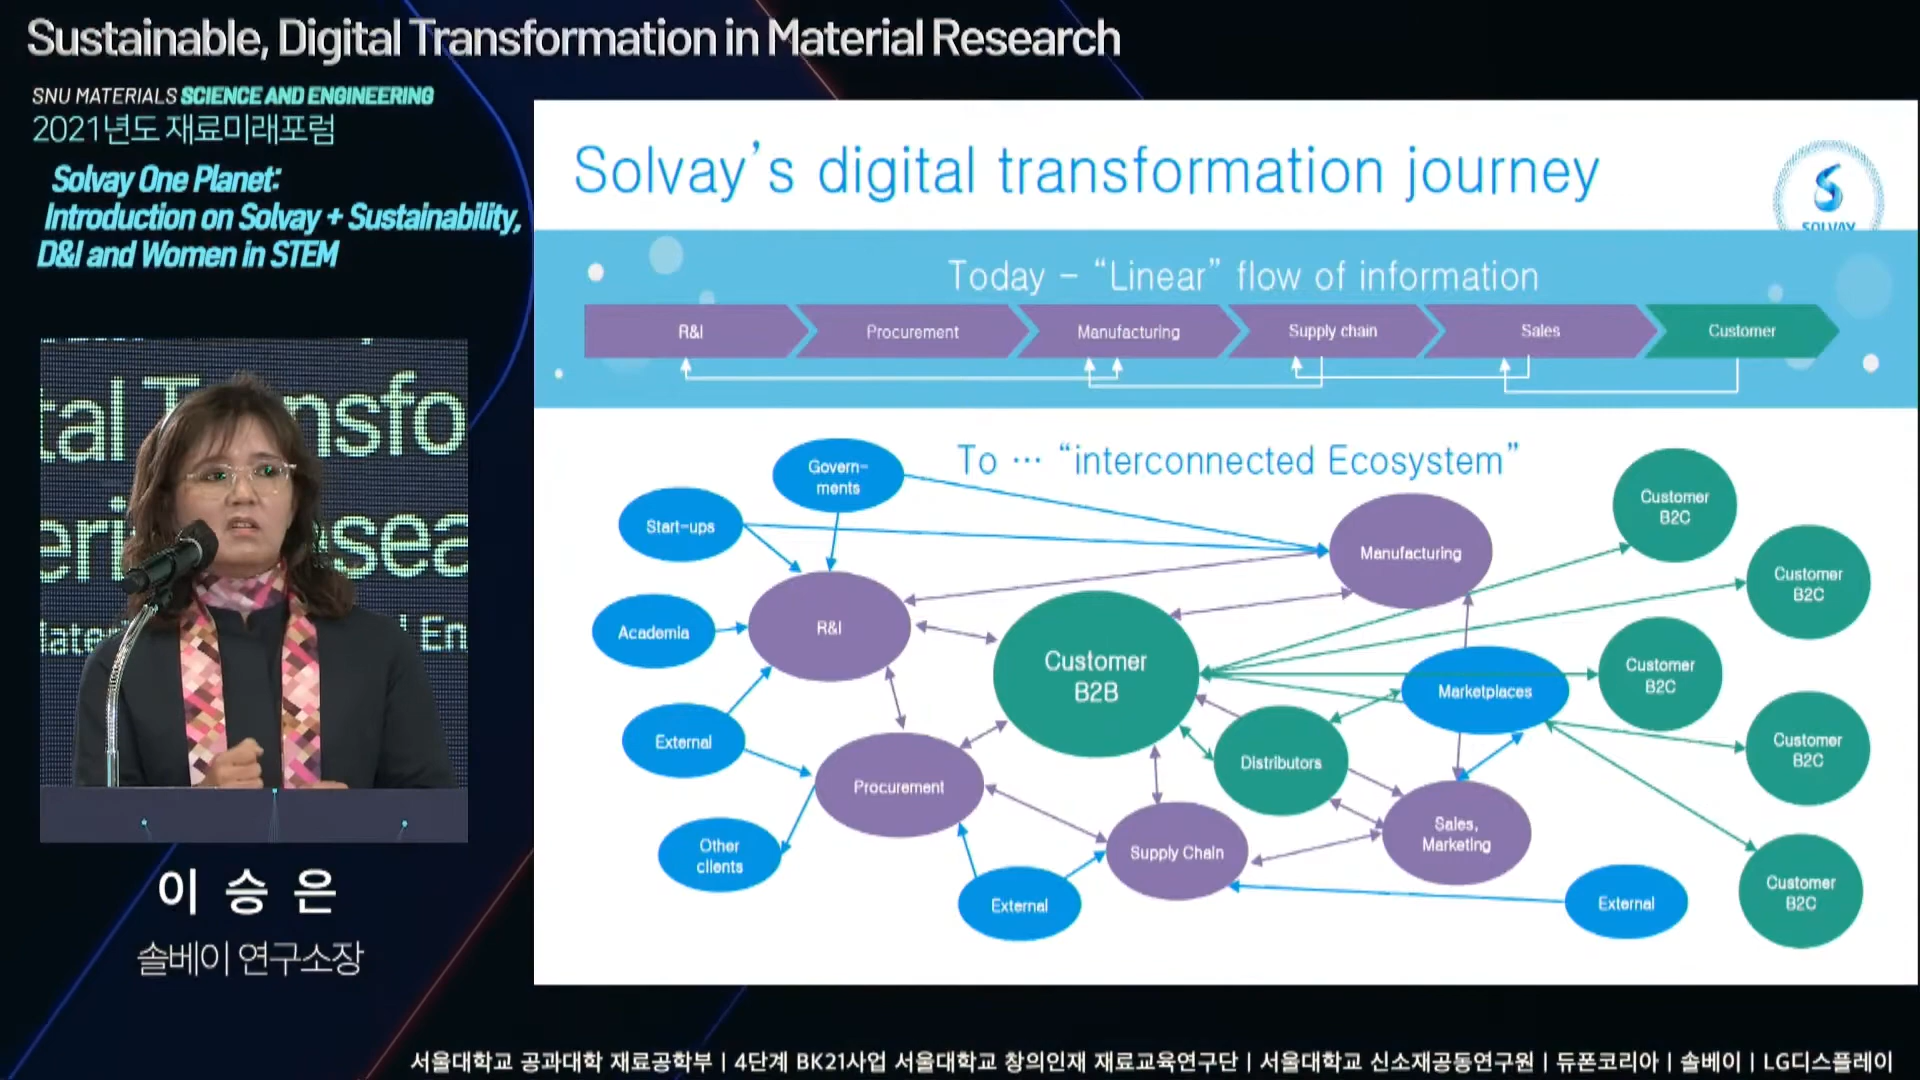 Sustainable, Digital Transformation in Material Research
SNU MATERIALS SCIENCE AND ENGINEERING
2021년도 재료미래포럼
Solvay One Planet:
Introduction on Solvay + Sustainability,
D&I and Women in STEM
Solvay's digital transformation journey
SOLVAY
Today – “Linear” flow of information
R&I
Procurement
Manufacturing
Supply chain
Sales
Customer
To ··· “interconnected Ecosystem”
Govern-
ments
Start-ups
Academia
External
Other
clients
R&I
Procurement
External
Customer
B2B
Supply Chain
Distributors
Manufacturing
Marketplaces
Sales,
Marketing
External
Customer
B2C
Customer
B2C
Customer
B2C
Customer
B2C
Customer
B2C
tal Transfo
esea
En
이 승 은
솔베이 연구소장
서울대학교 공과대학 재료공학부 | 4단계 BK21사업 서울대학교 창의인재 재료교육연구단 | 서울대학교 신소재공동연구원 | 듀폰코리아 | 솔베이 | LG디스플레이